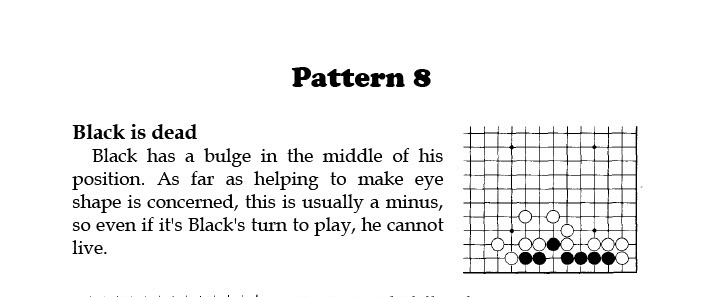 Pattern 8
Black is dead
Black has a bulge in the middle of his
position. As far as helping to make eye
shape is concerned, this is usually a minus,
so even if it's Black's turn to play, he cannot
live.